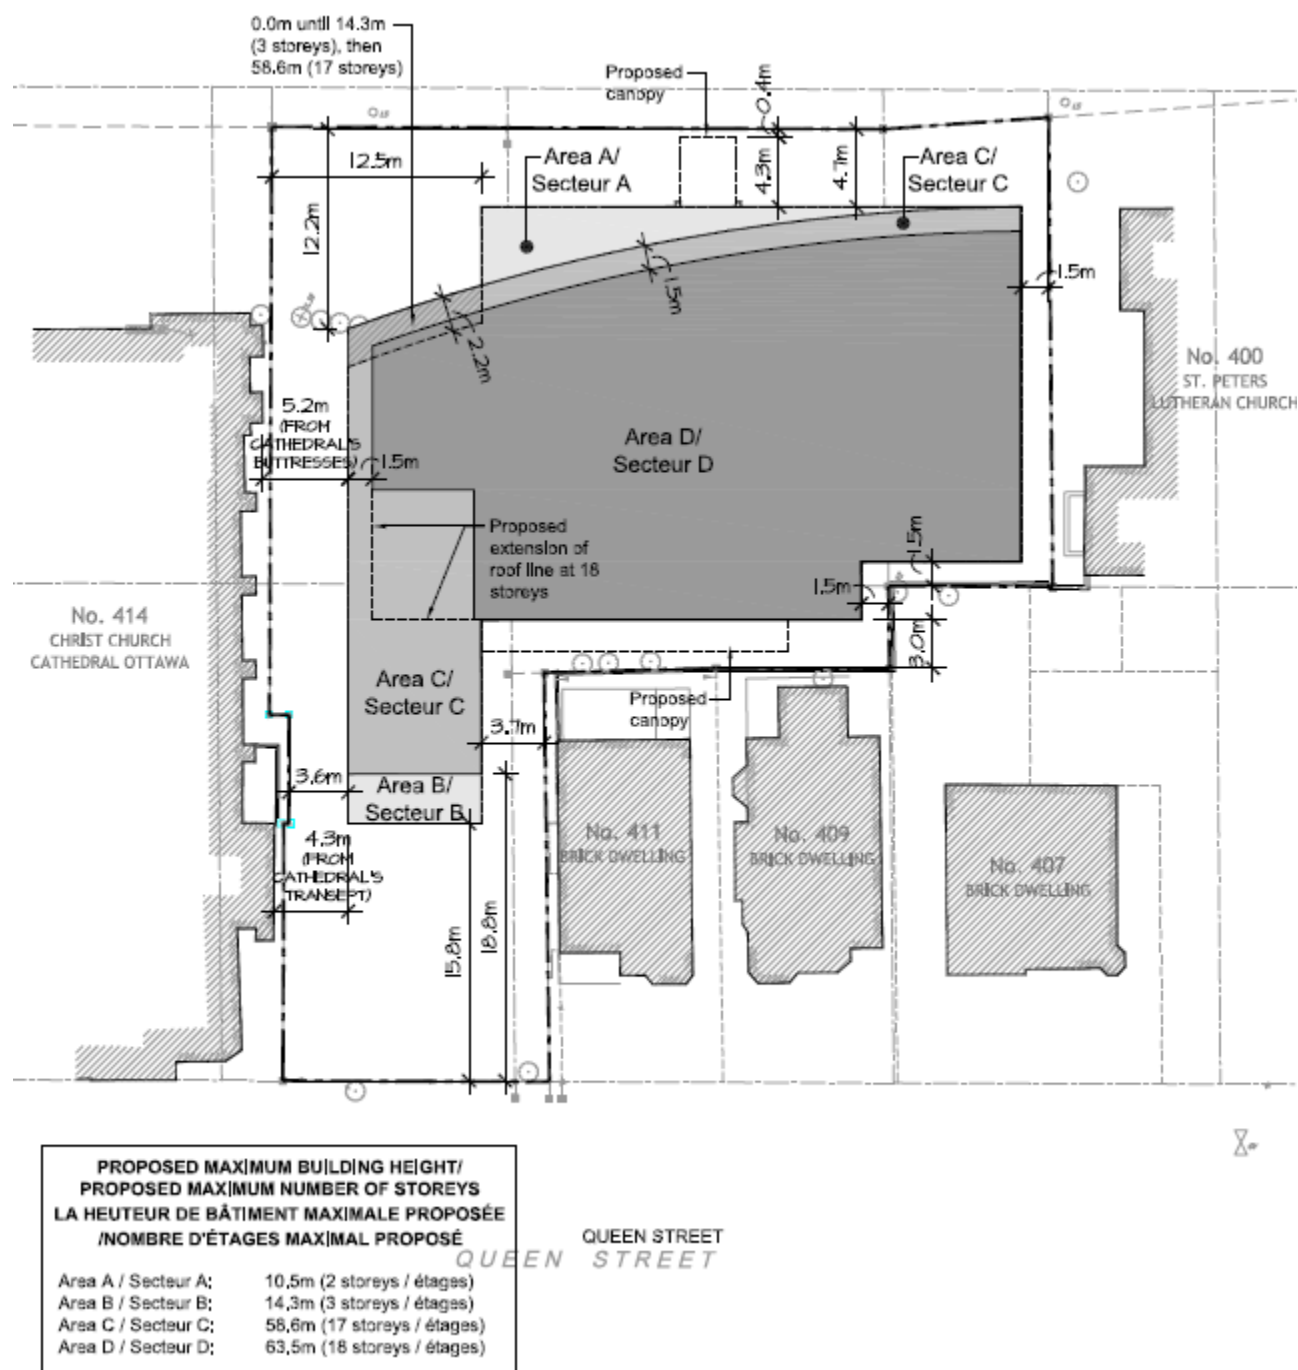 0.0m until 14.3m
(3 storeys), then
58.6m (17 storeys)
Proposed
canopy
0.4m
12.5m
Area A/
Secteur A
4.3m
4.7m
Area C/
Secteur C
12.2m
1.5m
1.5m
2.2m
No. 400
ST. PETERS
LUTHERAN CHURCH
5.2m
(FROM
CATHEDRAL'S
BUTTRESSES)
1.5m
Area D/
Secteur D
Proposed
extension of
roof line at 18
storeys
1.5m
1.5m
No. 414
CHRIST CHURCH
CATHEDRAL OTTAWA
3.0m
Area C/
Secteur C
Proposed
canopy
3.7m
3.6m
Area B/
Secteur B
4.3m
(FROM
CATHEDRAL'S
TRANSEPT)
No. 411
BRICK DWELLING
No. 409
BRICK DWELLING
No. 407
BRICK DWELLING
15.8m
18.8m
PROPOSED MAXIMUM BUILDING HEIGHT/
PROPOSED MAXIMUM NUMBER OF STOREYS
LA HEUTEUR DE BÂTIMENT MAXIMALE PROPOSÉE
/NOMBRE D'ÉTAGES MAXIMAL PROPOSÉ
Area A / Secteur A: 10.5m (2 storeys / étages)
Area B / Secteur B: 14.3m (3 storeys / étages)
Area C / Secteur C: 58.6m (17 storeys / étages)
Area D / Secteur D: 63.5m (18 storeys / étages)
QUEEN STREET
QUEEN STREET